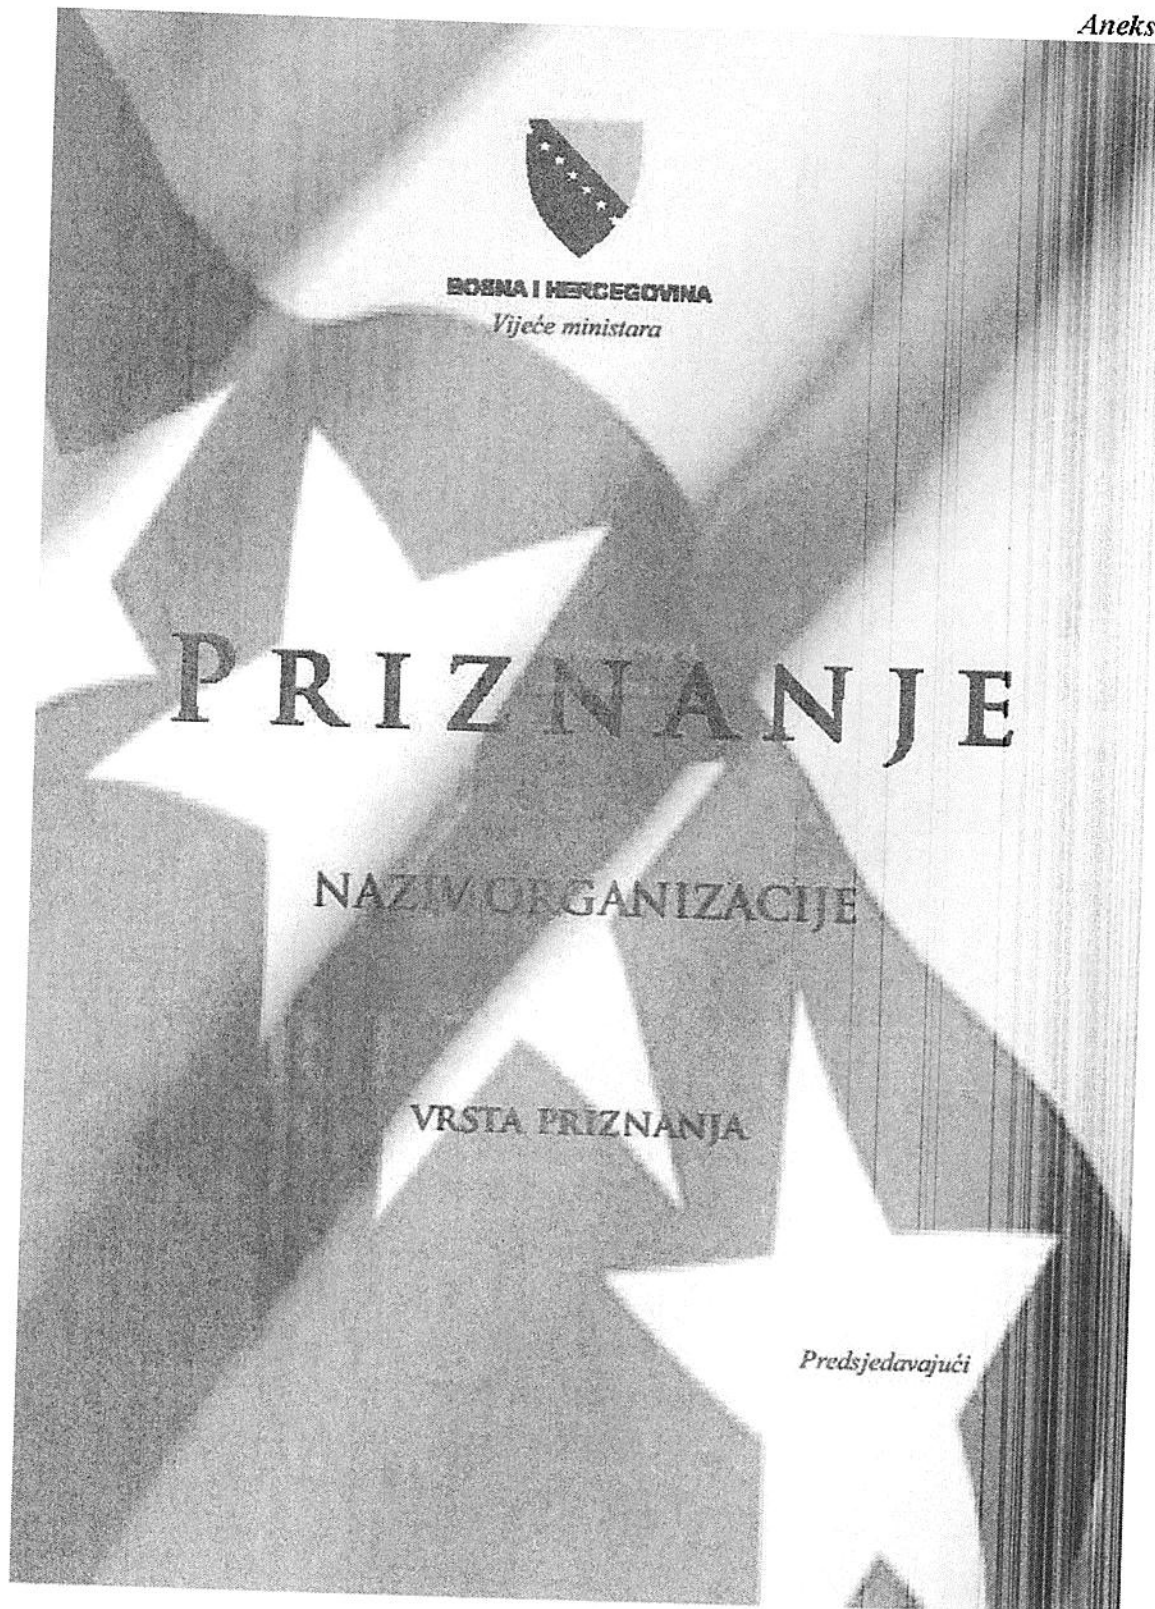 Aneks
BOSNA I HERCEGOVINA
Vijeće ministara
PRIZNANJE
NAZIV ORGANIZACIJE
VRSTA PRIZNANJA
Predsjedavajući